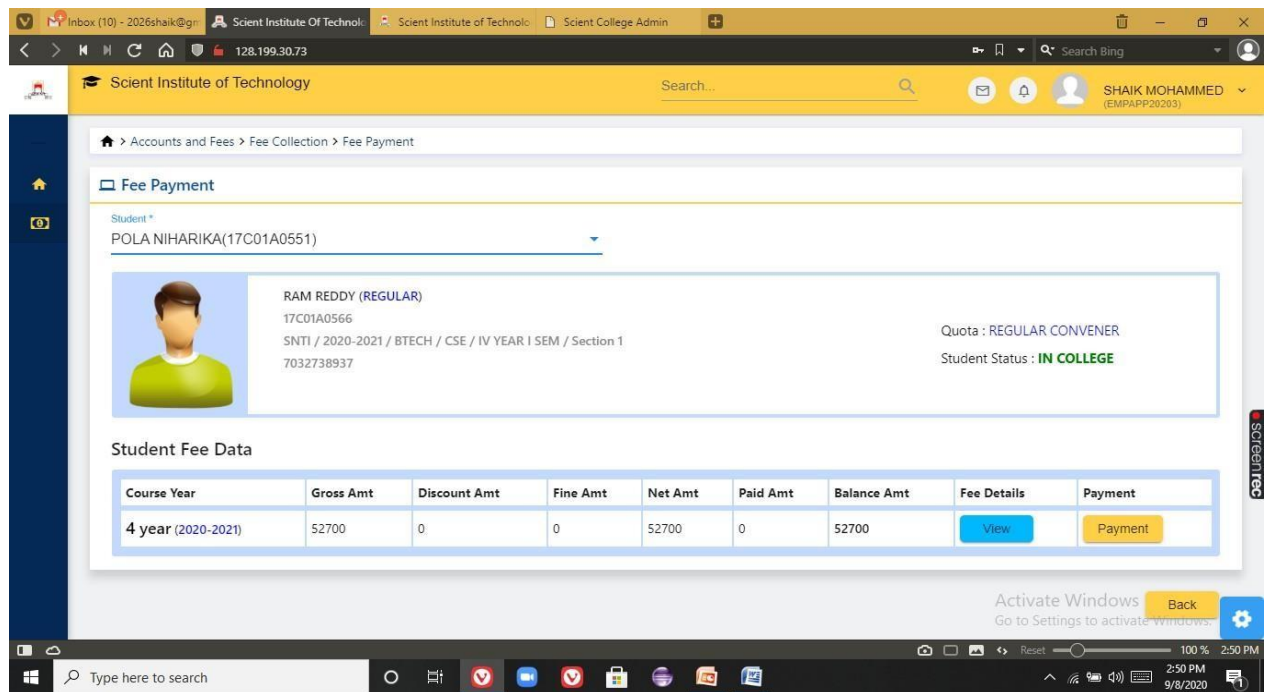 Inbox (10) - 2026shaik@gm
Scient Institute Of Technolo
Scient Institute of Technolo
Scient College Admin
128.199.30.73
Search Bing
Scient Institute of Technology
Search...
SHAIK MOHAMMED
(EMPAPP20203)
> Accounts and Fees > Fee Collection > Fee Payment
Fee Payment
Student *
POLA NIHARIKA(17C01A0551)
RAM REDDY (REGULAR)
17C01A0566
SNTI / 2020-2021 / BTECH / CSE / IV YEAR I SEM / Section 1
7032738937
Quota : REGULAR CONVENER
Student Status : IN COLLEGE
Student Fee Data
Course Year Gross Amt Discount Amt Fine Amt Net Amt Paid Amt Balance Amt Fee Details Payment
4 year (2020-2021) 52700 0 0 52700 0 52700 View Payment
Activate Windows
Go to Settings to activate Windows.
Back
screenrec
Reset 100 % 2:50 PM
Type here to search
2:50 PM
9/8/2020